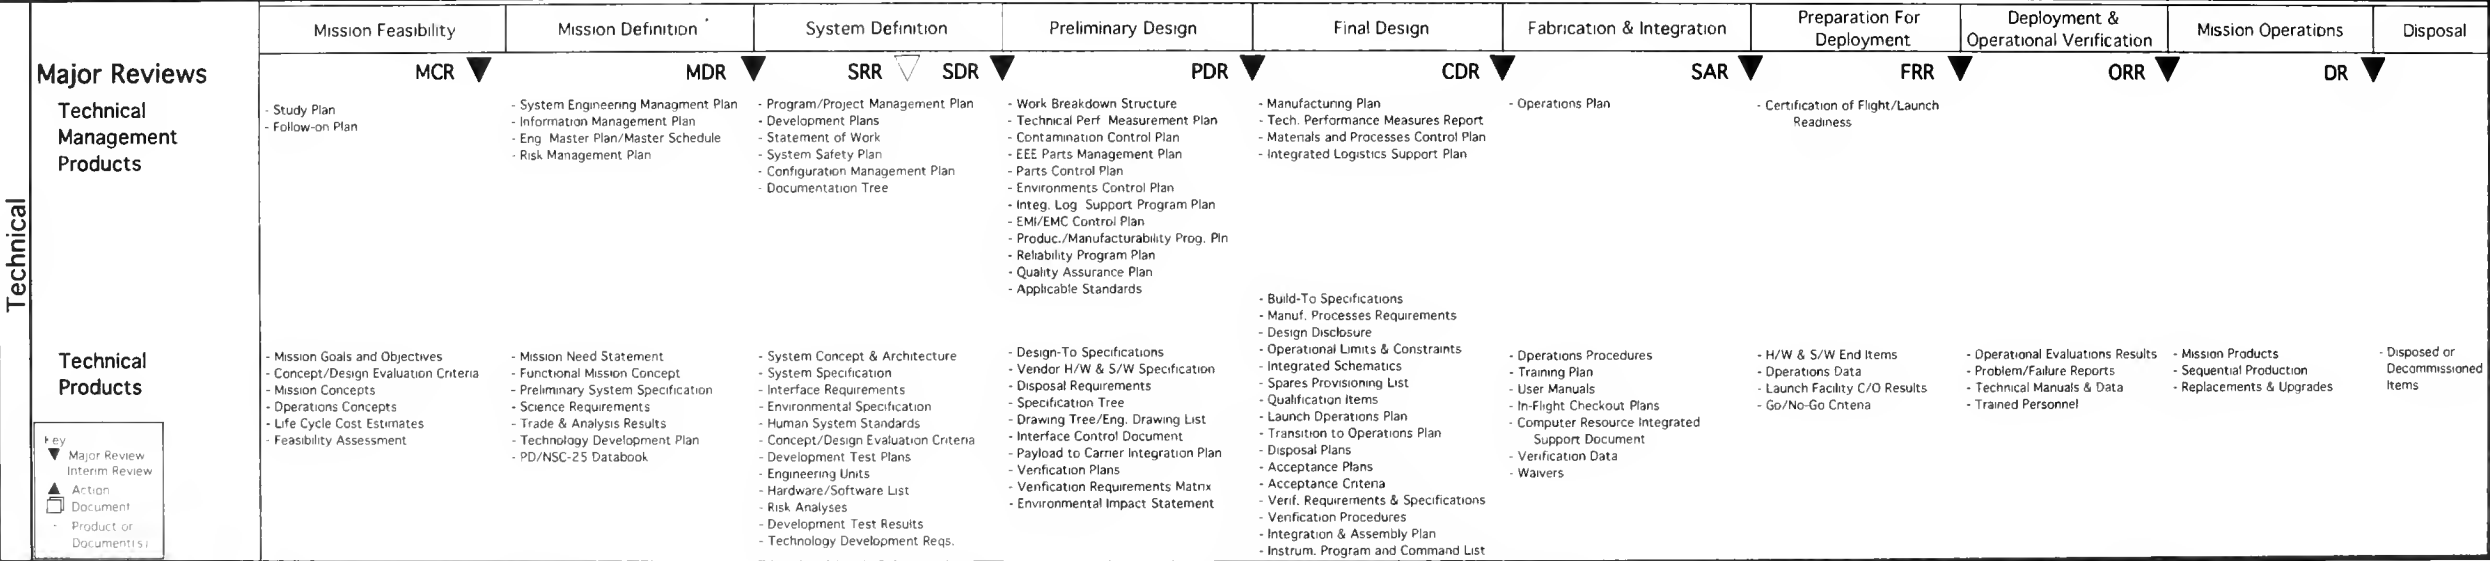 Mission Feasibility
Mission Definition
System Definition
Preliminary Design
Final Design
Fabrication & Integration
Preparation For
Deployment
Deployment &
Operational Verification
Mission Operations
Disposal
Technical
Major Reviews
MCR
MDR
SRR
SDR
PDR
CDR
SAR
FRR
ORR
DR
Technical
Management
Products
- Study Plan
- Follow-on Plan
- System Engineering Managment Plan
- Information Management Plan
- Eng Master Plan/Master Schedule
- Risk Management Plan
- Program/Project Management Plan
- Development Plans
- Statement of Work
- System Safety Plan
- Configuration Management Plan
- Documentation Tree
- Work Breakdown Structure
- Technical Perf Measurement Plan
- Contamination Control Plan
- EEE Parts Management Plan
- Parts Control Plan
- Environments Control Plan
- Integ. Log Support Program Plan
- EMI/EMC Control Plan
- Produc./Manufacturability Prog. Pln
- Reliability Program Plan
- Quality Assurance Plan
- Applicable Standards
- Manufacturing Plan
- Tech. Performance Measures Report
- Materials and Processes Control Plan
- Integrated Logistics Support Plan
- Operations Plan
- Certification of Flight/Launch
Readiness
Technical
Products
- Mission Goals and Objectives
- Concept/Design Evaluation Criteria
- Mission Concepts
- Operations Concepts
- Life Cycle Cost Estimates
- Feasibility Assessment
- Mission Need Statement
- Functional Mission Concept
- Preliminary System Specification
- Science Requirements
- Trade & Analysis Results
- Technology Development Plan
- PD/NSC-25 Databook
- System Concept & Architecture
- System Specification
- Interface Requirements
- Environmental Specification
- Human System Standards
- Concept/Design Evaluation Criteria
- Development Test Plans
- Engineering Units
- Hardware/Software List
- Risk Analyses
- Development Test Results
- Technology Development Reqs.
- Design-To Specifications
- Vendor H/W & S/W Specification
- Disposal Requirements
- Specification Tree
- Drawing Tree/Eng. Drawing List
- Interface Control Document
- Payload to Carrier Integration Plan
- Verification Plans
- Verification Requirements Matrix
- Environmental Impact Statement
- Build-To Specifications
- Manuf. Processes Requirements
- Design Disclosure
- Operational Limits & Constraints
- Integrated Schematics
- Spares Provisioning List
- Qualification Items
- Launch Operations Plan
- Transition to Operations Plan
- Disposal Plans
- Acceptance Plans
- Acceptance Criteria
- Verif. Requirements & Specifications
- Verification Procedures
- Integration & Assembly Plan
- Instrum. Program and Command List
- Operations Procedures
- Training Plan
- User Manuals
- In-Flight Checkout Plans
- Computer Resource Integrated
Support Document
- Verification Data
- Waivers
- H/W & S/W End Items
- Operations Data
- Launch Facility C/O Results
- Go/No-Go Criteria
- Operational Evaluations Results
- Problem/Failure Reports
- Technical Manuals & Data
- Trained Personnel
- Mission Products
- Sequential Production
- Replacements & Upgrades
- Disposed or
Decommissioned
Items
Key
Major Review
Interim Review
Action
Document
- Product or
Document(s)